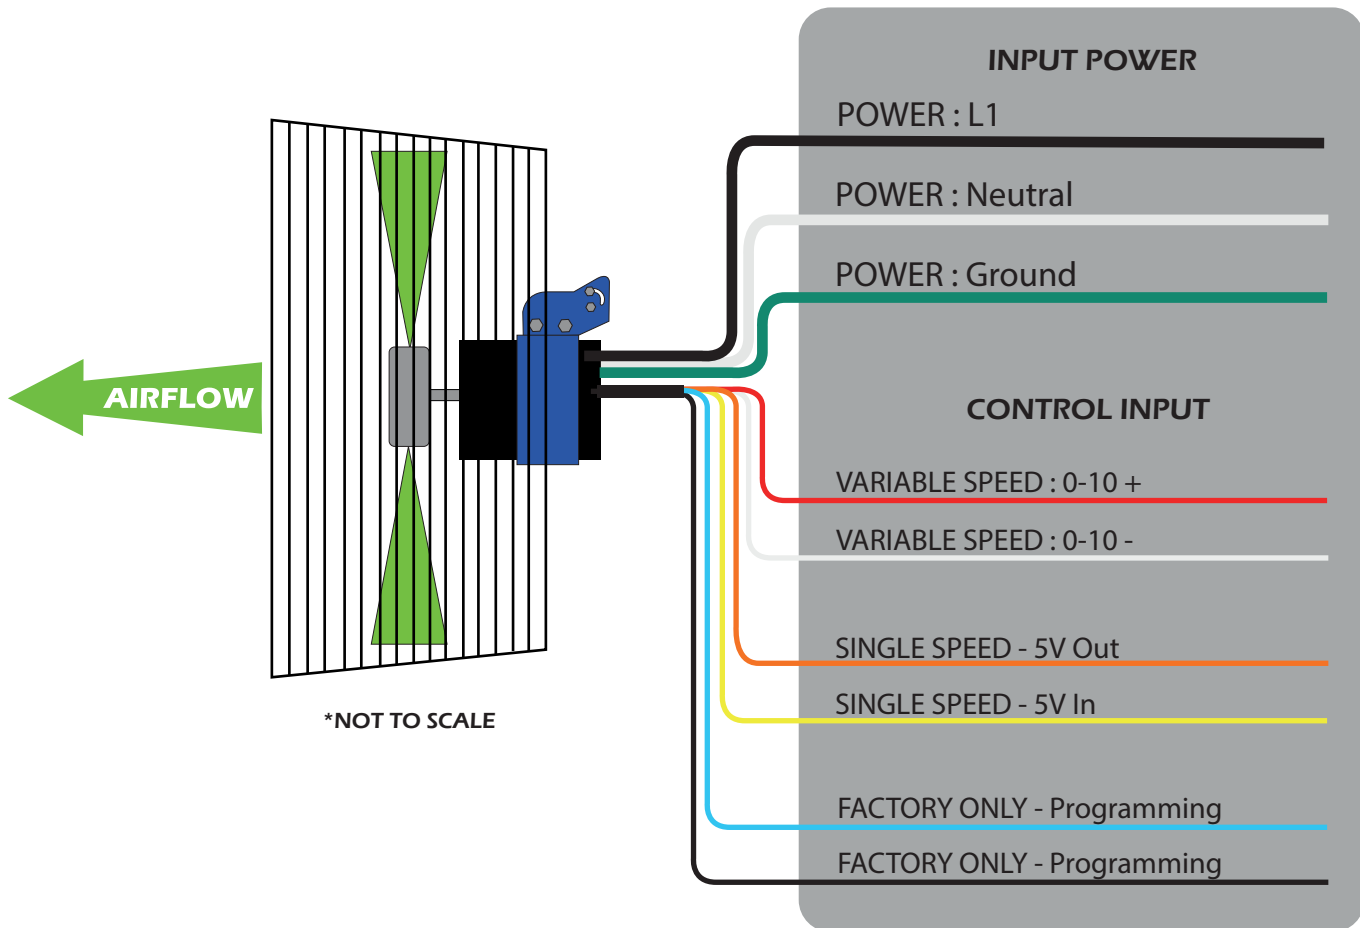 INPUT POWER
POWER : L1
POWER : Neutral
POWER : Ground
AIRFLOW
CONTROL INPUT
VARIABLE SPEED : 0-10 +
VARIABLE SPEED : 0-10 -
SINGLE SPEED - 5V Out
SINGLE SPEED - 5V In
*NOT TO SCALE
FACTORY ONLY - Programming
FACTORY ONLY - Programming